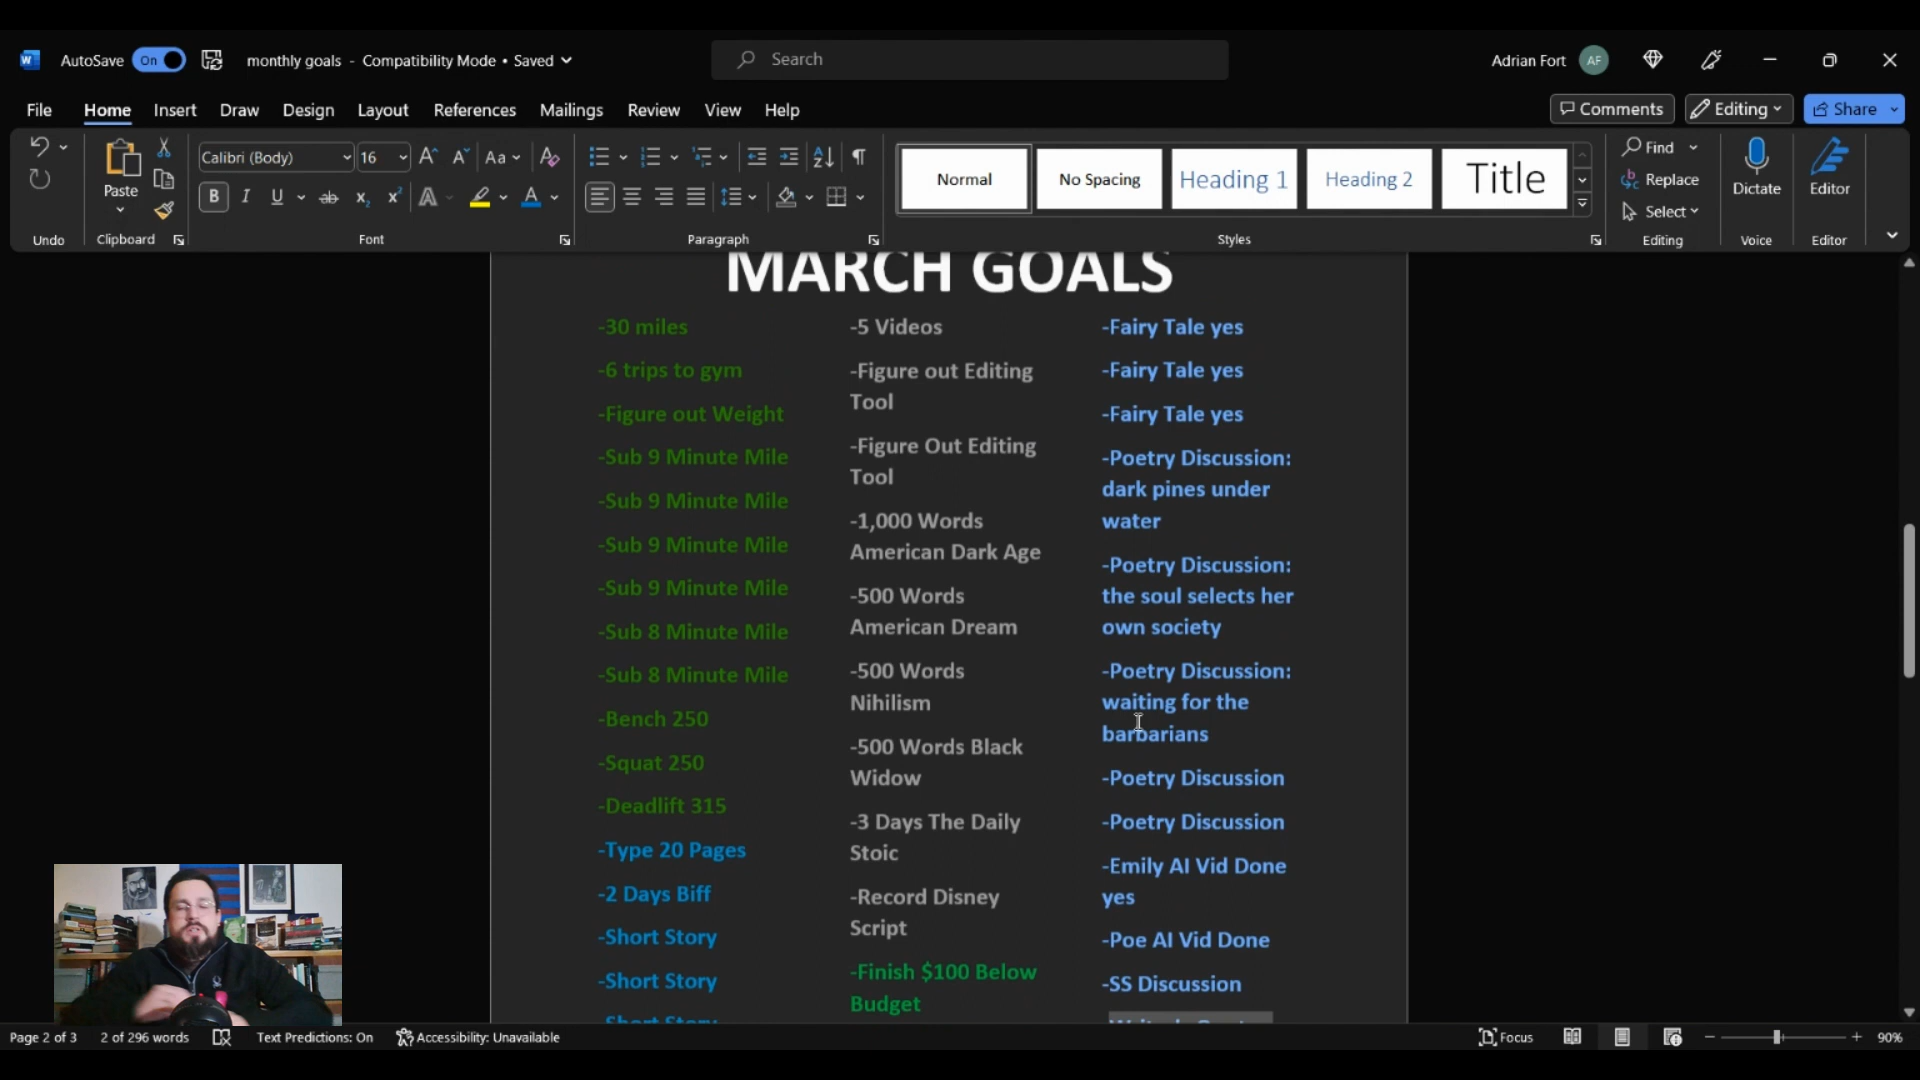 AutoSave On monthly goals - Compatibility Mode • Saved Search Adrian Fort AF
File Home Insert Draw Design Layout References Mailings Review View Help Comments Editing Share
Paste
Calibri (Body) 16 Aa
B I U ab x₂ x² A A
Normal No Spacing Heading 1 Heading 2 Title
Find
Replace
Select
Dictate
Editor
Undo Clipboard Font Paragraph Styles Editing Voice Editor
MARCH GOALS
-30 miles
-6 trips to gym
-Figure out Weight
-Sub 9 Minute Mile
-Sub 9 Minute Mile
-Sub 9 Minute Mile
-Sub 9 Minute Mile
-Sub 8 Minute Mile
-Sub 8 Minute Mile
-Bench 250
-Squat 250
-Deadlift 315
-Type 20 Pages
-2 Days Biff
-Short Story
-Short Story
-Short Story
-5 Videos
-Figure out Editing
Tool
-Figure Out Editing
Tool
-1,000 Words
American Dark Age
-500 Words
American Dream
-500 Words
Nihilism
-500 Words Black
Widow
-3 Days The Daily
Stoic
-Record Disney
Script
-Finish $100 Below
Budget
-Fairy Tale yes
-Fairy Tale yes
-Fairy Tale yes
-Poetry Discussion:
dark pines under
water
-Poetry Discussion:
the soul selects her
own society
-Poetry Discussion:
waiting for the
barbarians
-Poetry Discussion
-Poetry Discussion
-Emily AI Vid Done
yes
-Poe AI Vid Done
-SS Discussion
Page 2 of 3 2 of 296 words Text Predictions: On Accessibility: Unavailable Focus 90%